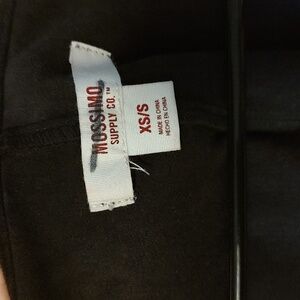 MOSSIMO
SUPPLY CO.™
XS/S
MADE IN CHINA
HECHO EN CHINA